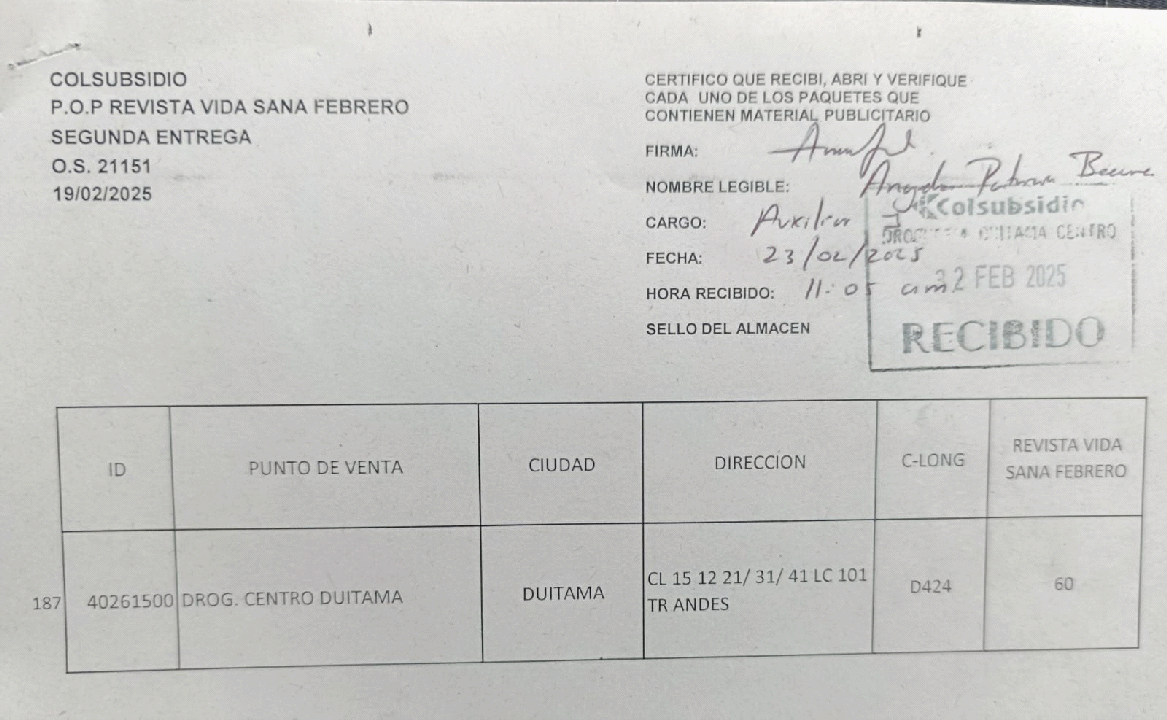 COLSUBSIDIO
P.O.P REVISTA VIDA SANA FEBRERO
SEGUNDA ENTREGA
O.S. 21151
19/02/2025
CERTIFICO QUE RECIBI, ABRI Y VERIFIQUE
CADA UNO DE LOS PAQUETES QUE
CONTIENEN MATERIAL PUBLICITARIO
FIRMA:
NOMBRE LEGIBLE:
CARGO: Auxiliar
FECHA: 23/02/2025
HORA RECIBIDO: 11:05 am
SELLO DEL ALMACEN
Colsubsidio
CENTRO
FEB 2025
RECIBIDO
ID PUNTO DE VENTA CIUDAD DIRECCION C-LONG REVISTA VIDA
SANA FEBRERO
187 40261500 DROG. CENTRO DUITAMA DUITAMA CL 15 12 21/ 31/ 41 LC 101 D424 60
TR ANDES